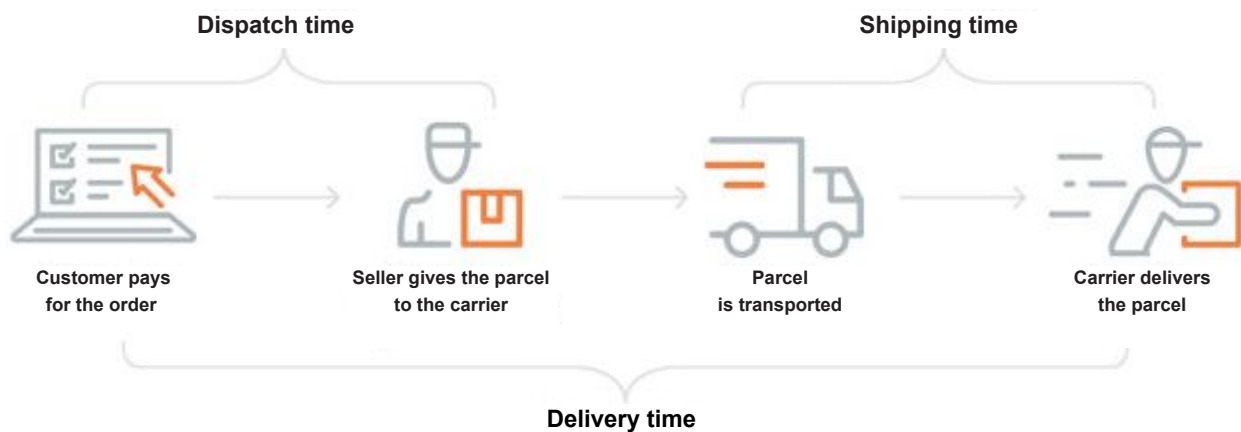 Dispatch time
Shipping time
Customer pays
for the order
Seller gives the parcel
to the carrier
Parcel
is transported
Carrier delivers
the parcel
Delivery time